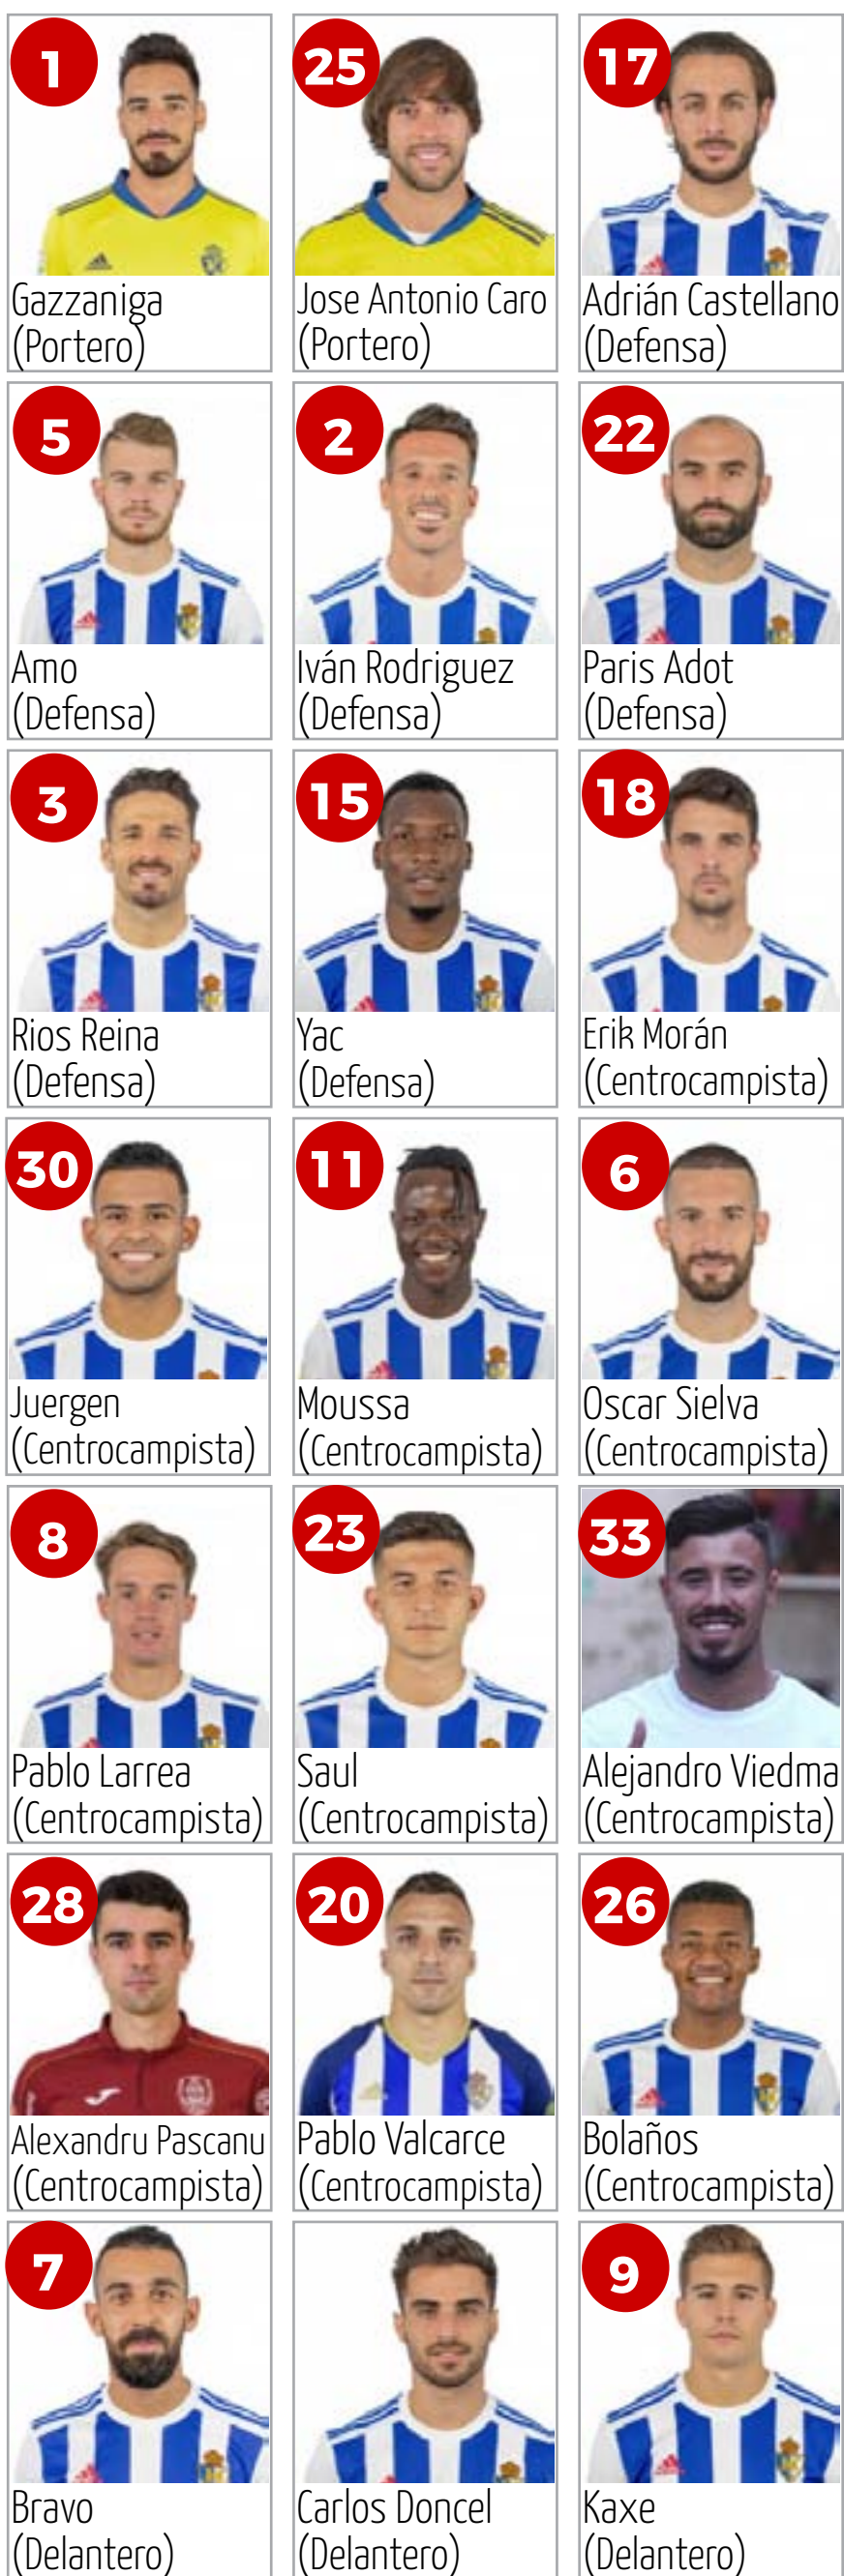 1
Gazzaniga
(Portero)
25
Jose Antonio Caro
(Portero)
17
Adrián Castellano
(Defensa)
5
Amo
(Defensa)
2
Iván Rodriguez
(Defensa)
22
Paris Adot
(Defensa)
3
Rios Reina
(Defensa)
15
Yac
(Defensa)
18
Erik Morán
(Centrocampista)
30
Juergen
(Centrocampista)
11
Moussa
(Centrocampista)
6
Oscar Sielva
(Centrocampista)
8
Pablo Larrea
(Centrocampista)
23
Saul
(Centrocampista)
33
Alejandro Viedma
(Centrocampista)
28
Alexandru Pascanu
(Centrocampista)
20
Pablo Valcarce
(Centrocampista)
26
Bolaños
(Centrocampista)
7
Bravo
(Delantero)
Carlos Doncel
(Delantero)
9
Kaxe
(Delantero)